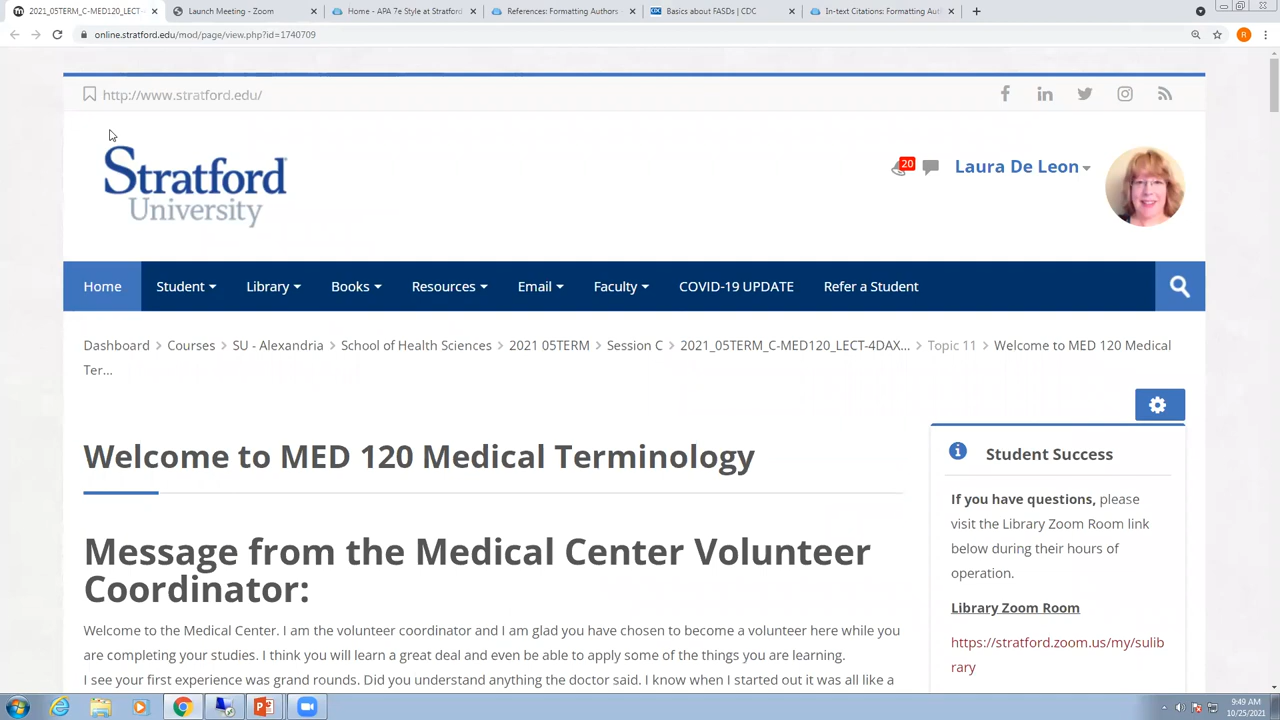 2021_05TERM_C-MED120_LECT-
Launch Meeting - Zoom
Home - APA 7e Style at Stratford
References: Formatting Authors
Basics about FASDs | CDC
In-text Citations: Formatting Aut
online.stratford.edu/mod/page/view.php?id=1740709
R
http://www.stratford.edu/
Stratford
University
20
Laura De Leon
Home
Student
Library
Books
Resources
Email
Faculty
COVID-19 UPDATE
Refer a Student
Dashboard > Courses > SU - Alexandria > School of Health Sciences > 2021 05TERM > Session C > 2021_05TERM_C-MED120_LECT-4DAX... > Topic 11 > Welcome to MED 120 Medical
Ter...
Welcome to MED 120 Medical Terminology
Message from the Medical Center Volunteer
Coordinator:
Welcome to the Medical Center. I am the volunteer coordinator and I am glad you have chosen to become a volunteer here while you
are completing your studies. I think you will learn a great deal and even be able to apply some of the things you are learning.
I see your first experience was grand rounds. Did you understand anything the doctor said. I know when I started out it was all like a
Student Success
If you have questions, please
visit the Library Zoom Room link
below during their hours of
operation.
Library Zoom Room
https://stratford.zoom.us/my/sulib
rary
9:49 AM
10/25/2021